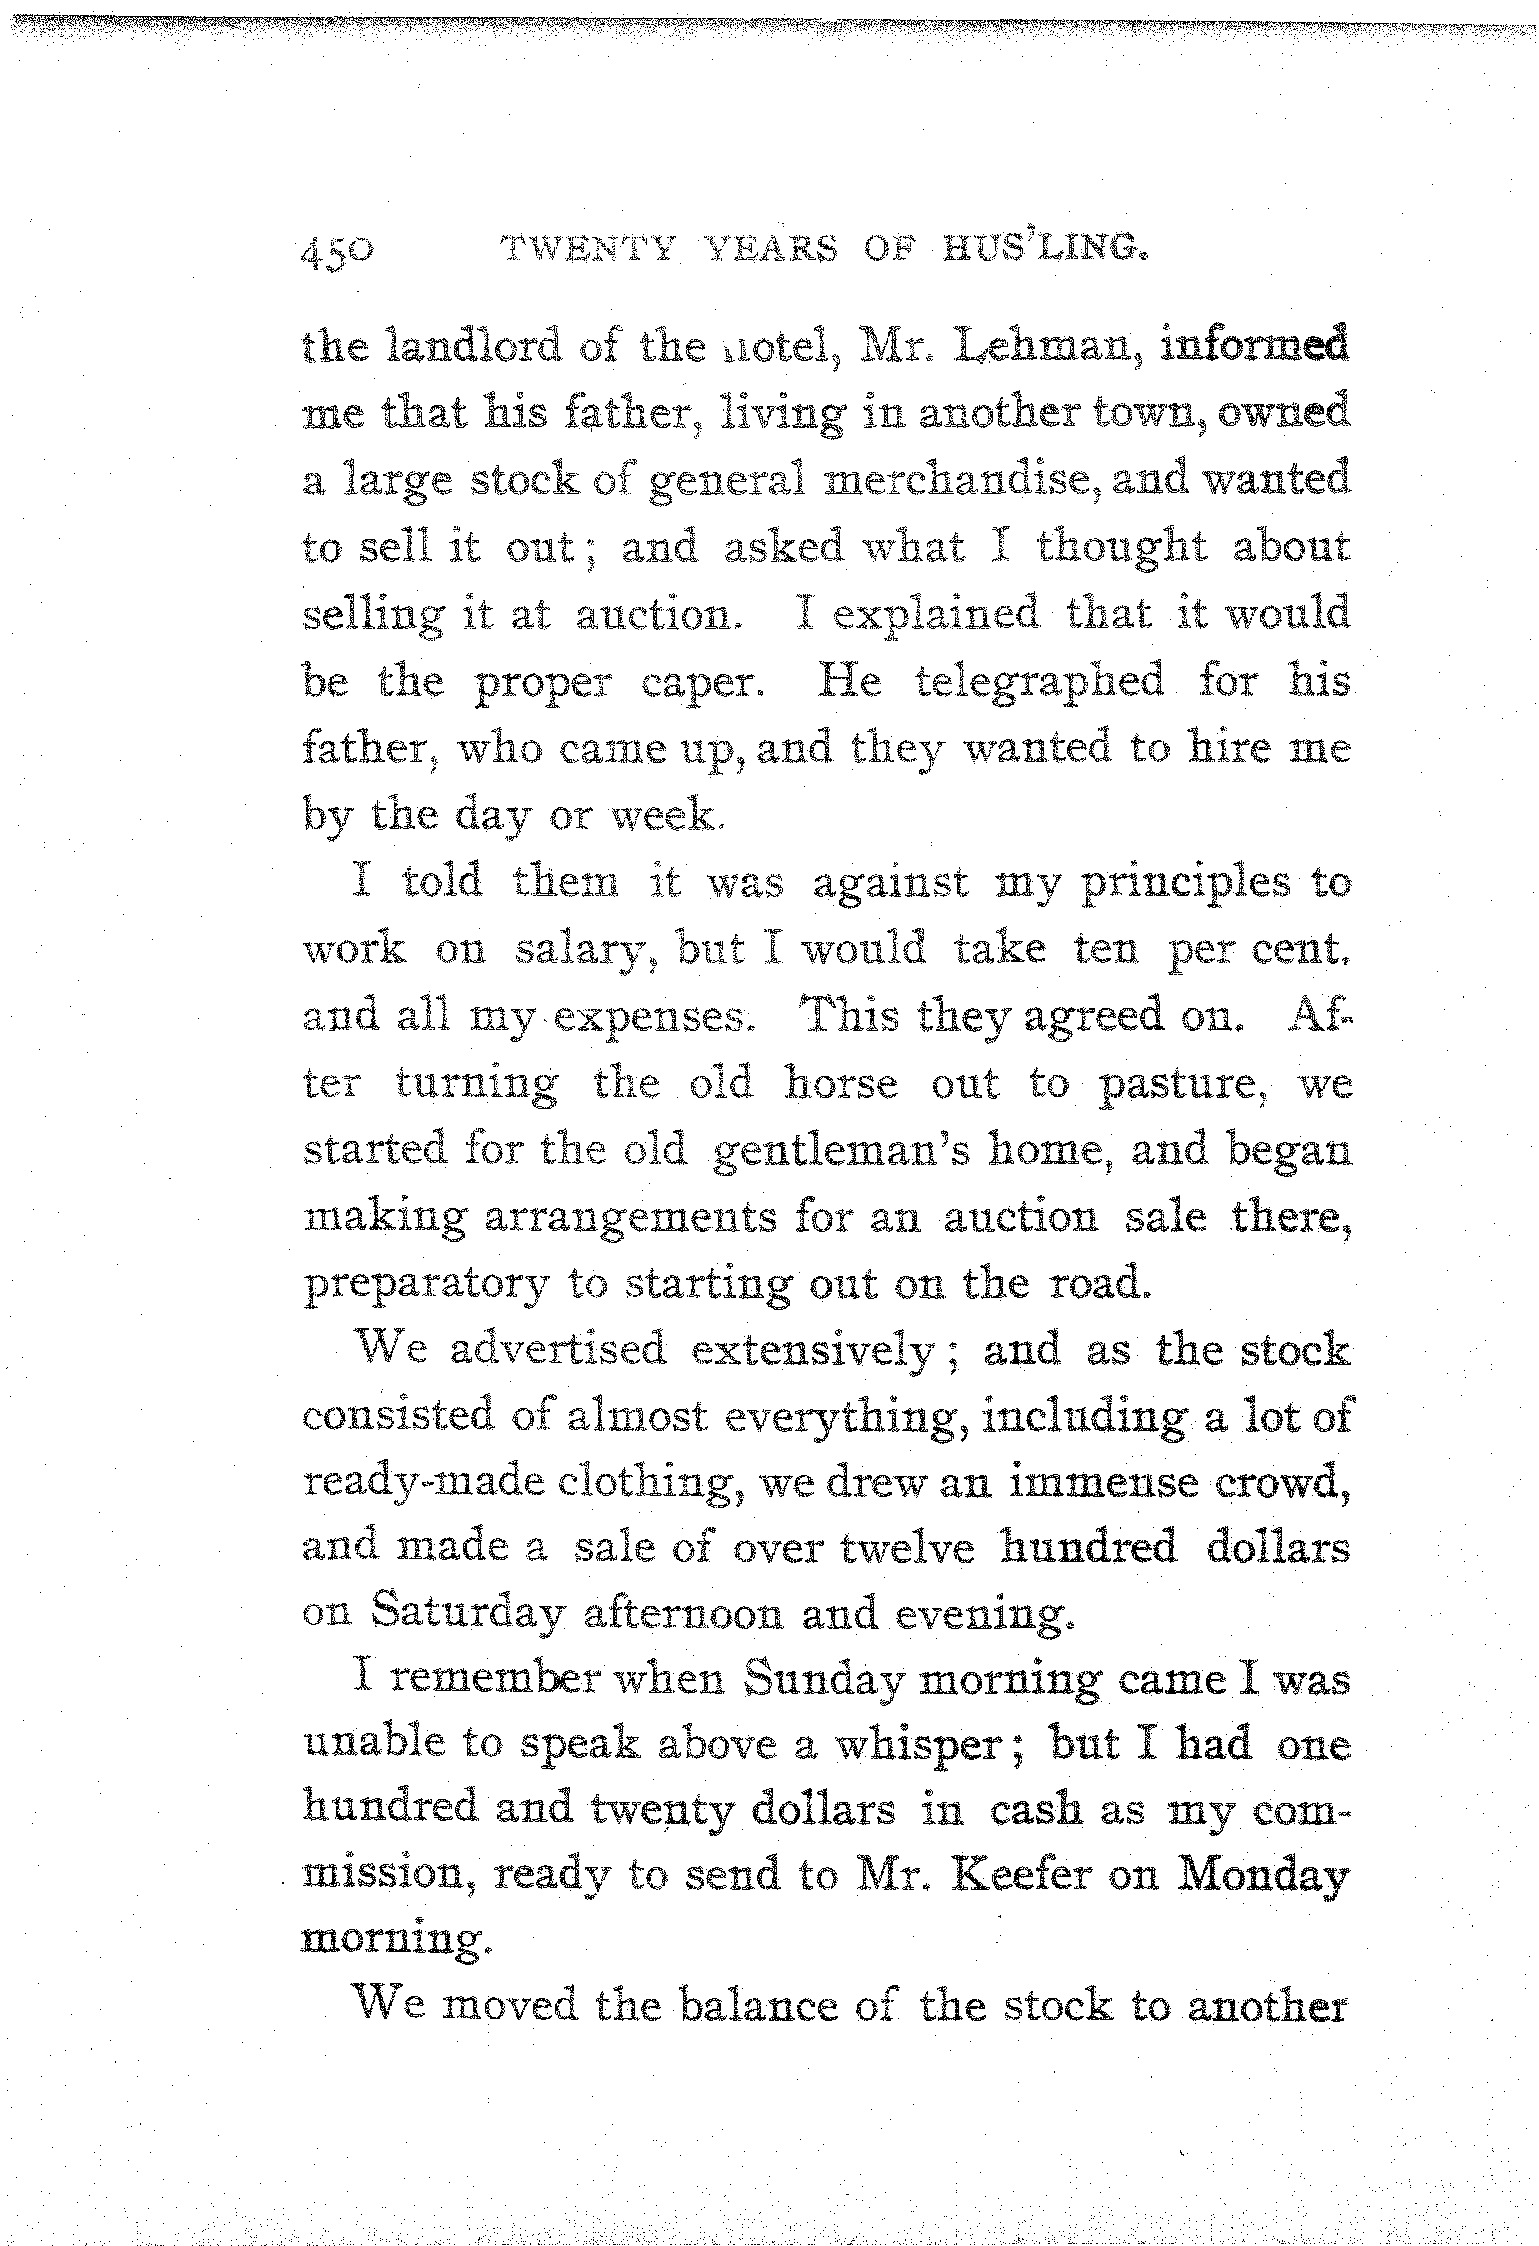 450 TWENTY YEARS OF HUS'LING.
the landlord of the hotel, Mr. Lehman, informed
me that his father, living in another town, owned
a large stock of general merchandise, and wanted
to sell it out; and asked what I thought about
selling it at auction. I explained that it would
be the proper caper. He telegraphed for his
father, who came up, and they wanted to hire me
by the day or week.
I told them it was against my principles to
work on salary, but I would take ten per cent.
and all my expenses. This they agreed on. Af-
ter turning the old horse out to pasture, we
started for the old gentleman's home, and began
making arrangements for an auction sale there,
preparatory to starting out on the road.
We advertised extensively; and as the stock
consisted of almost everything, including a lot of
ready-made clothing, we drew an immense crowd,
and made a sale of over twelve hundred dollars
on Saturday afternoon and evening.
I remember when Sunday morning came I was
unable to speak above a whisper; but I had one
hundred and twenty dollars in cash as my com-
mission, ready to send to Mr. Keefer on Monday
morning.
We moved the balance of the stock to another